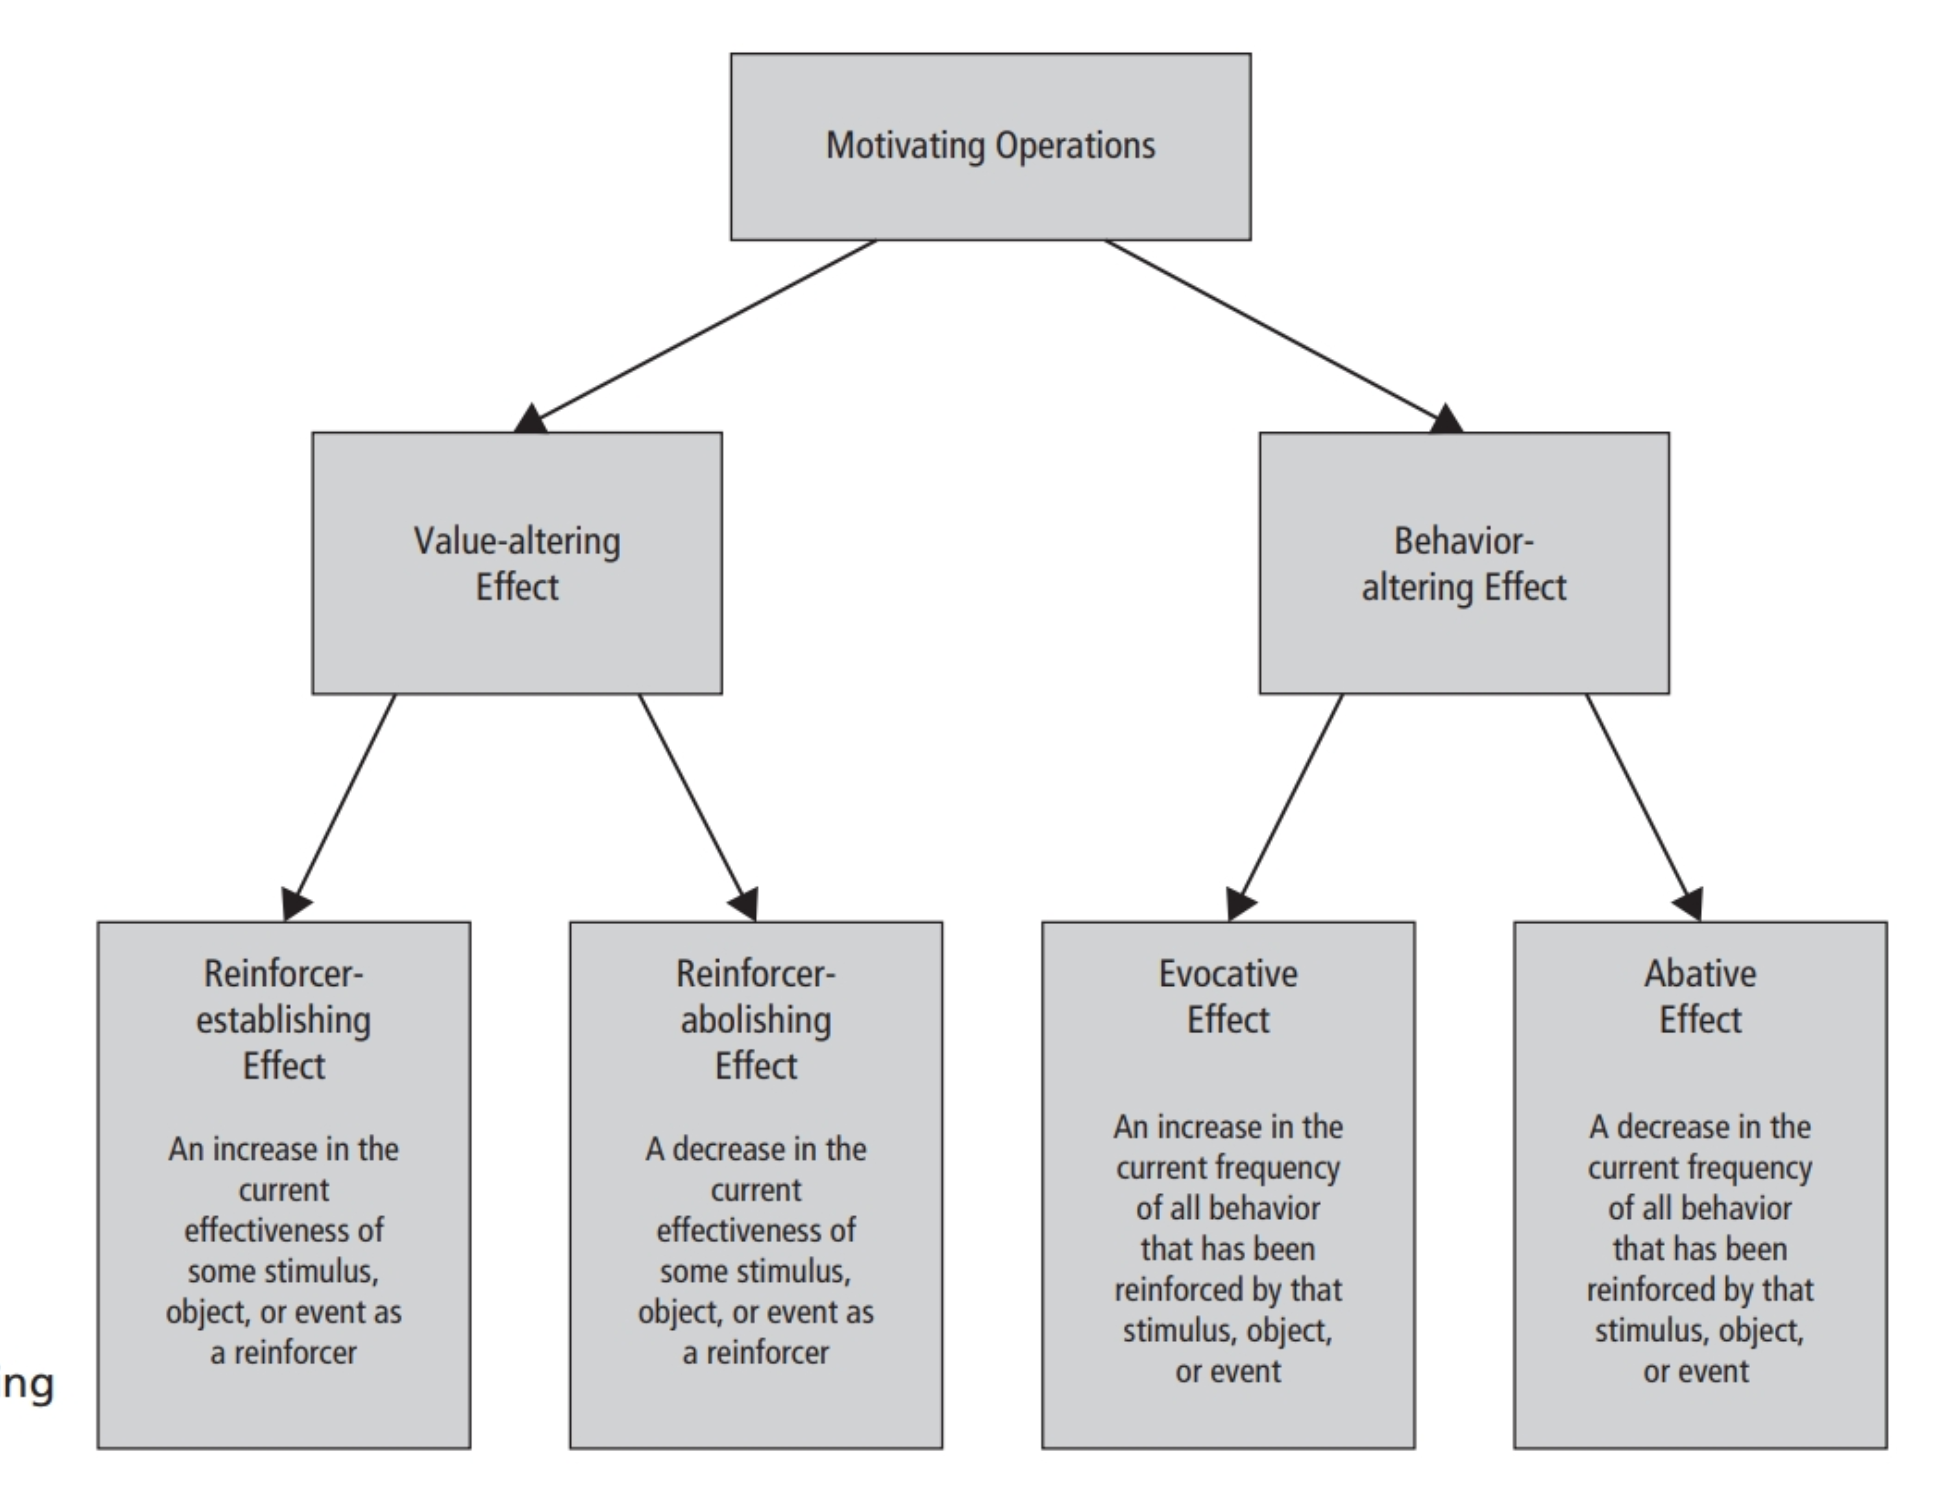 Motivating Operations
Value-altering
Effect
Behavior-
altering Effect
Reinforcer-
establishing
Effect
An increase in the
current
effectiveness of
some stimulus,
object, or event as
a reinforcer
Reinforcer-
abolishing
Effect
A decrease in the
current
effectiveness of
some stimulus,
object, or event as
a reinforcer
Evocative
Effect
An increase in the
current frequency
of all behavior
that has been
reinforced by that
stimulus, object,
or event
Abative
Effect
A decrease in the
current frequency
of all behavior
that has been
reinforced by that
stimulus, object,
or event
ng